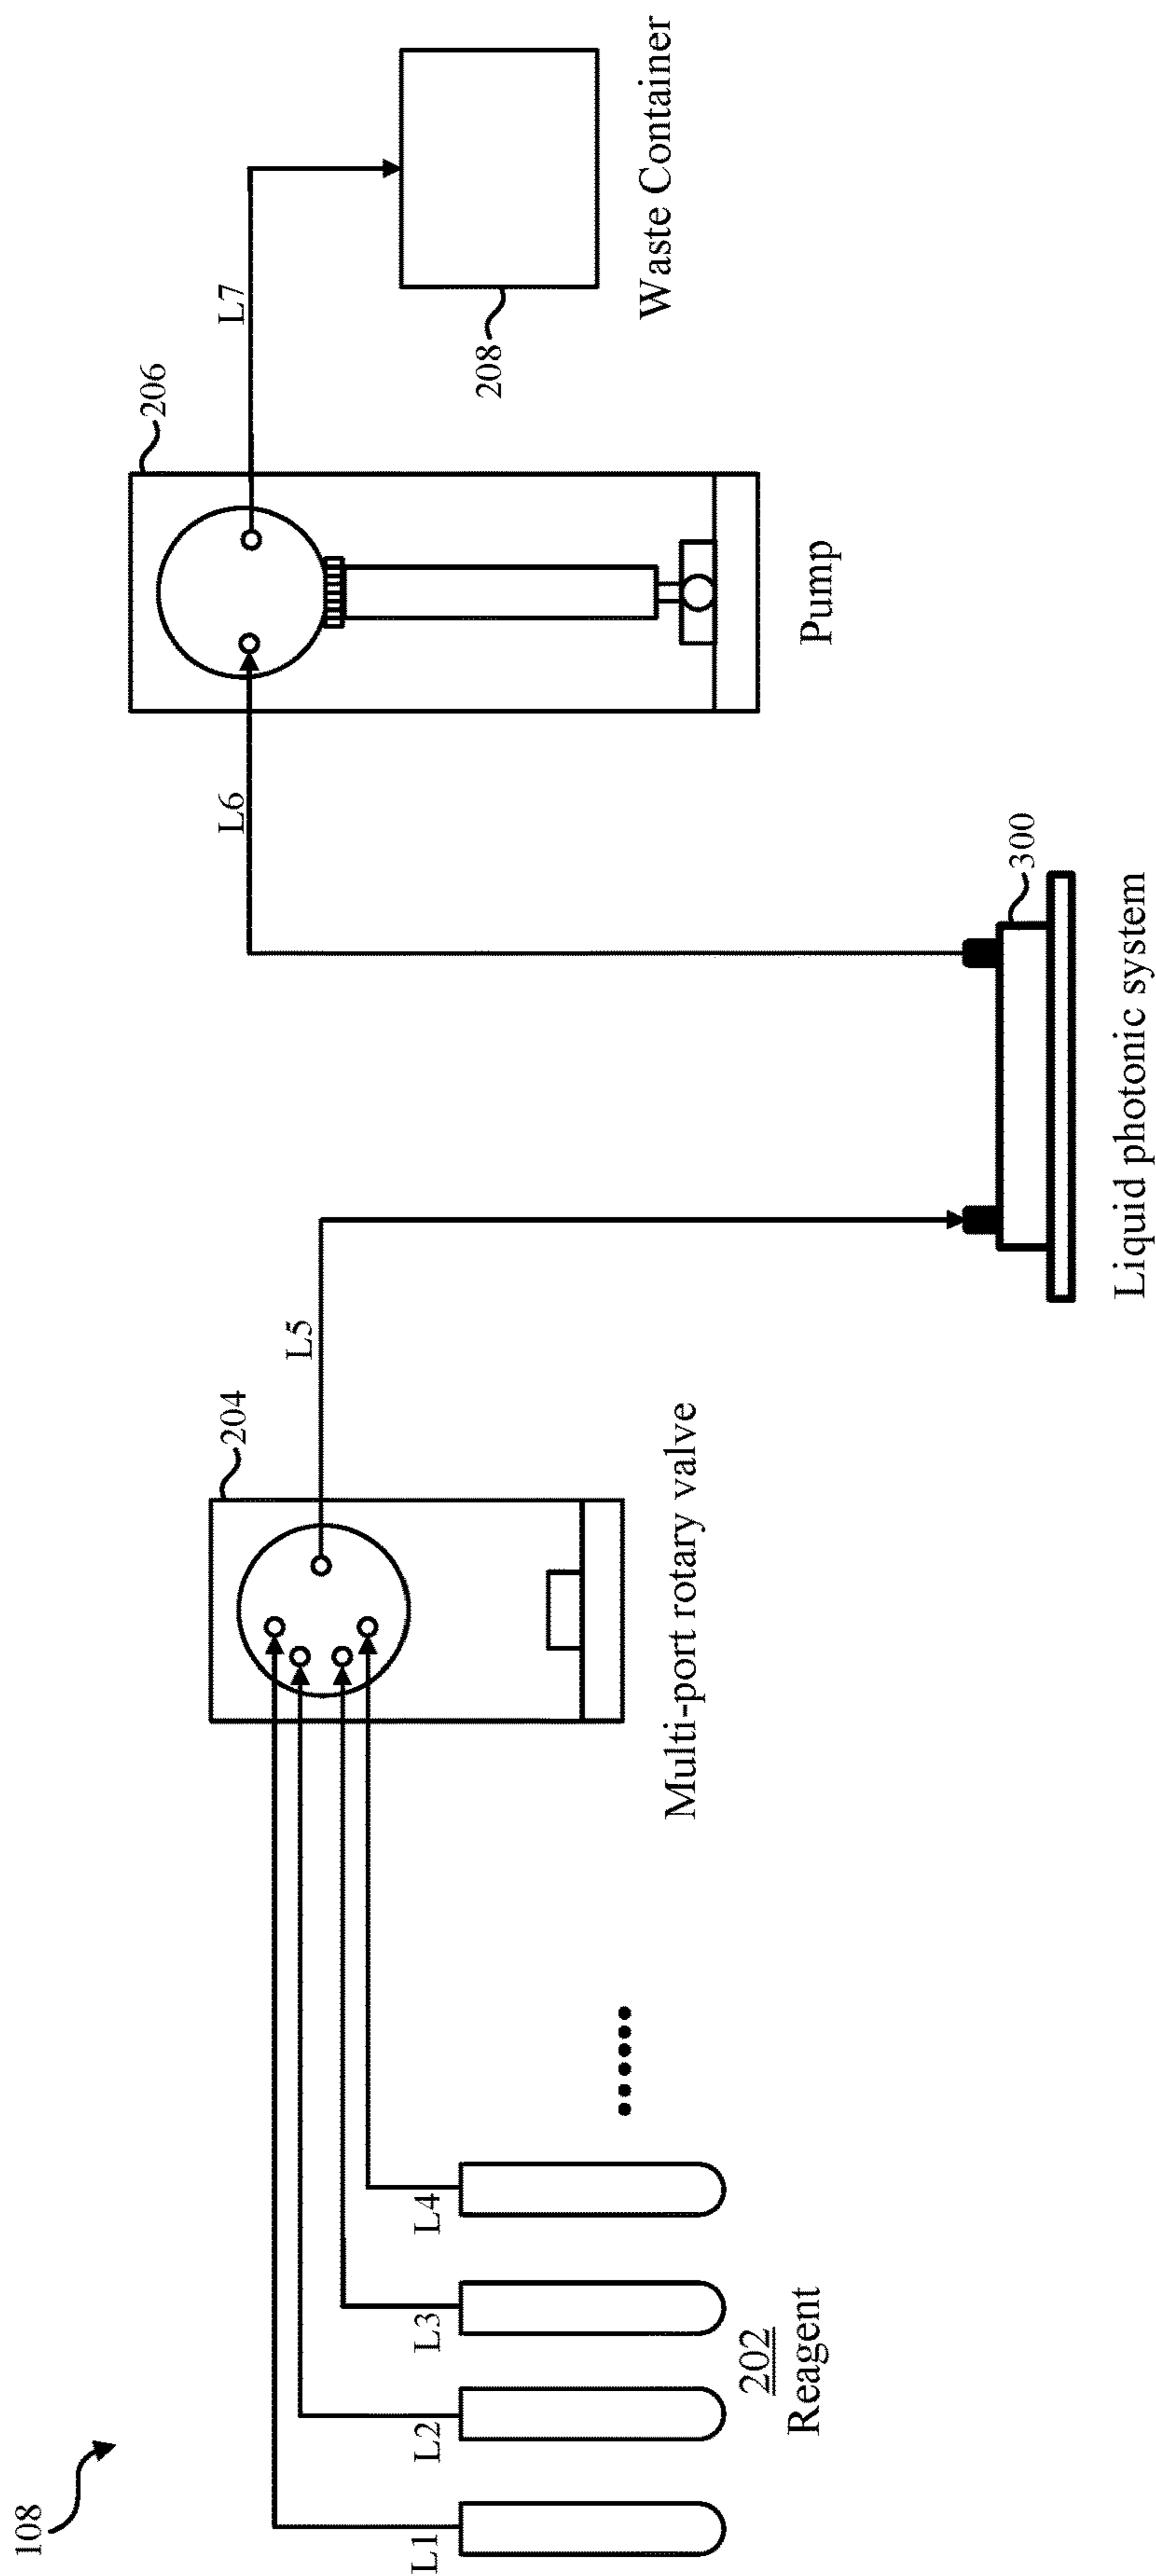 108
L1
L2
L3
L4
202
Reagent
204
Multi-port rotary valve
L5
300
Liquid photonic system
L6
206
Pump
L7
208
Waste Container